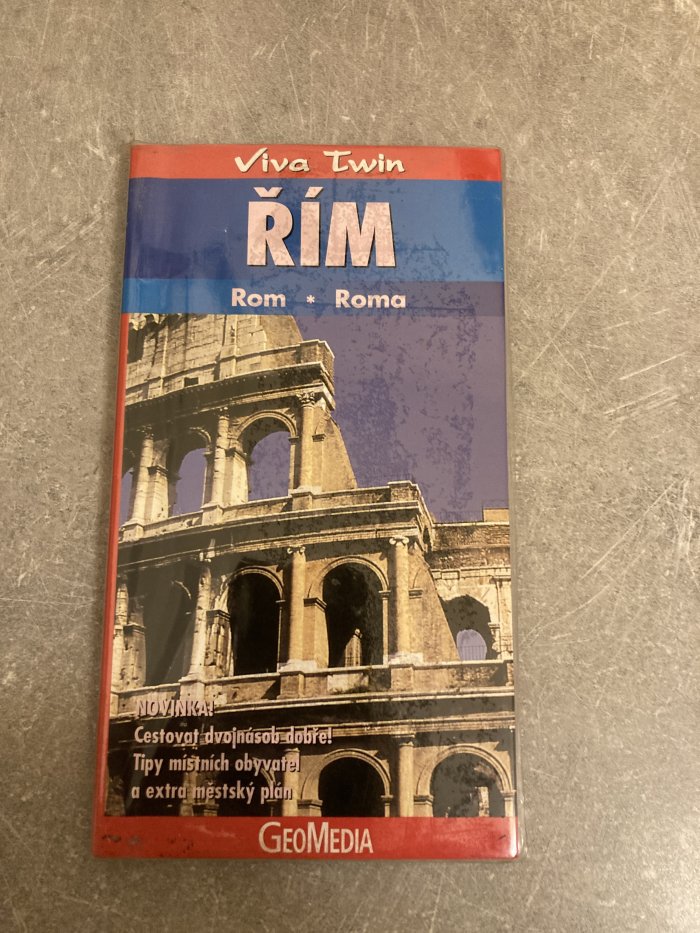 Viva Twin
ŘÍM
Rom * Roma
NOVINKA!
Cestovat dvojnásob dobře!
Tipy místních obyvatel
a extra městský plán
GEOMEDIA